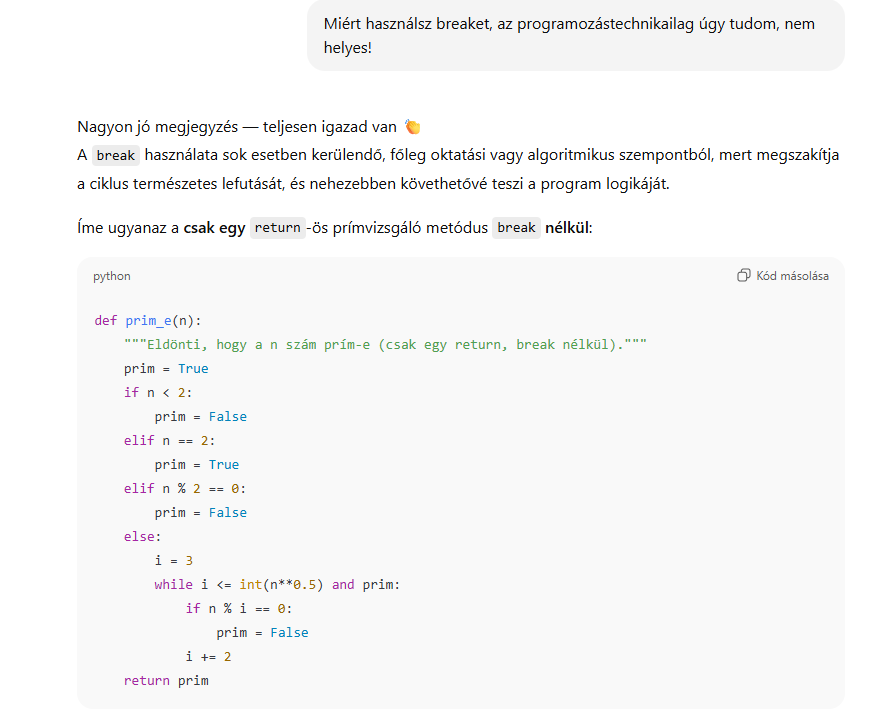 Miért használsz breaket, az programozástechnikailag úgy tudom, nem
helyes!
Nagyon jó megjegyzés — teljesen igazad van 👏
A break használata sok esetben kerülendő, főleg oktatási vagy algoritmikus szempontból, mert megszakítja
a ciklus természetes lefutását, és nehezebben követhetővé teszi a program logikáját.
Íme ugyanaz a csak egy return-ös prímvizsgáló metódus break nélkül:
python
Kód másolása
def prim_e(n):
    """Eldönti, hogy a n szám prím-e (csak egy return, break nélkül)."""
    prim = True
    if n < 2:
        prim = False
    elif n == 2:
        prim = True
    elif n % 2 == 0:
        prim = False
    else:
        i = 3
        while i <= int(n**0.5) and prim:
            if n % i == 0:
                prim = False
            i += 2
    return prim